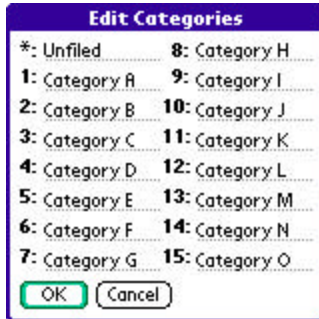 Edit Categories
*: Unfiled
1: Category A
2: Category B
3: Category C
4: Category D
5: Category E
6: Category F
7: Category G
8: Category H
9: Category I
10: Category J
11: Category K
12: Category L
13: Category M
14: Category N
15: Category O
OK Cancel